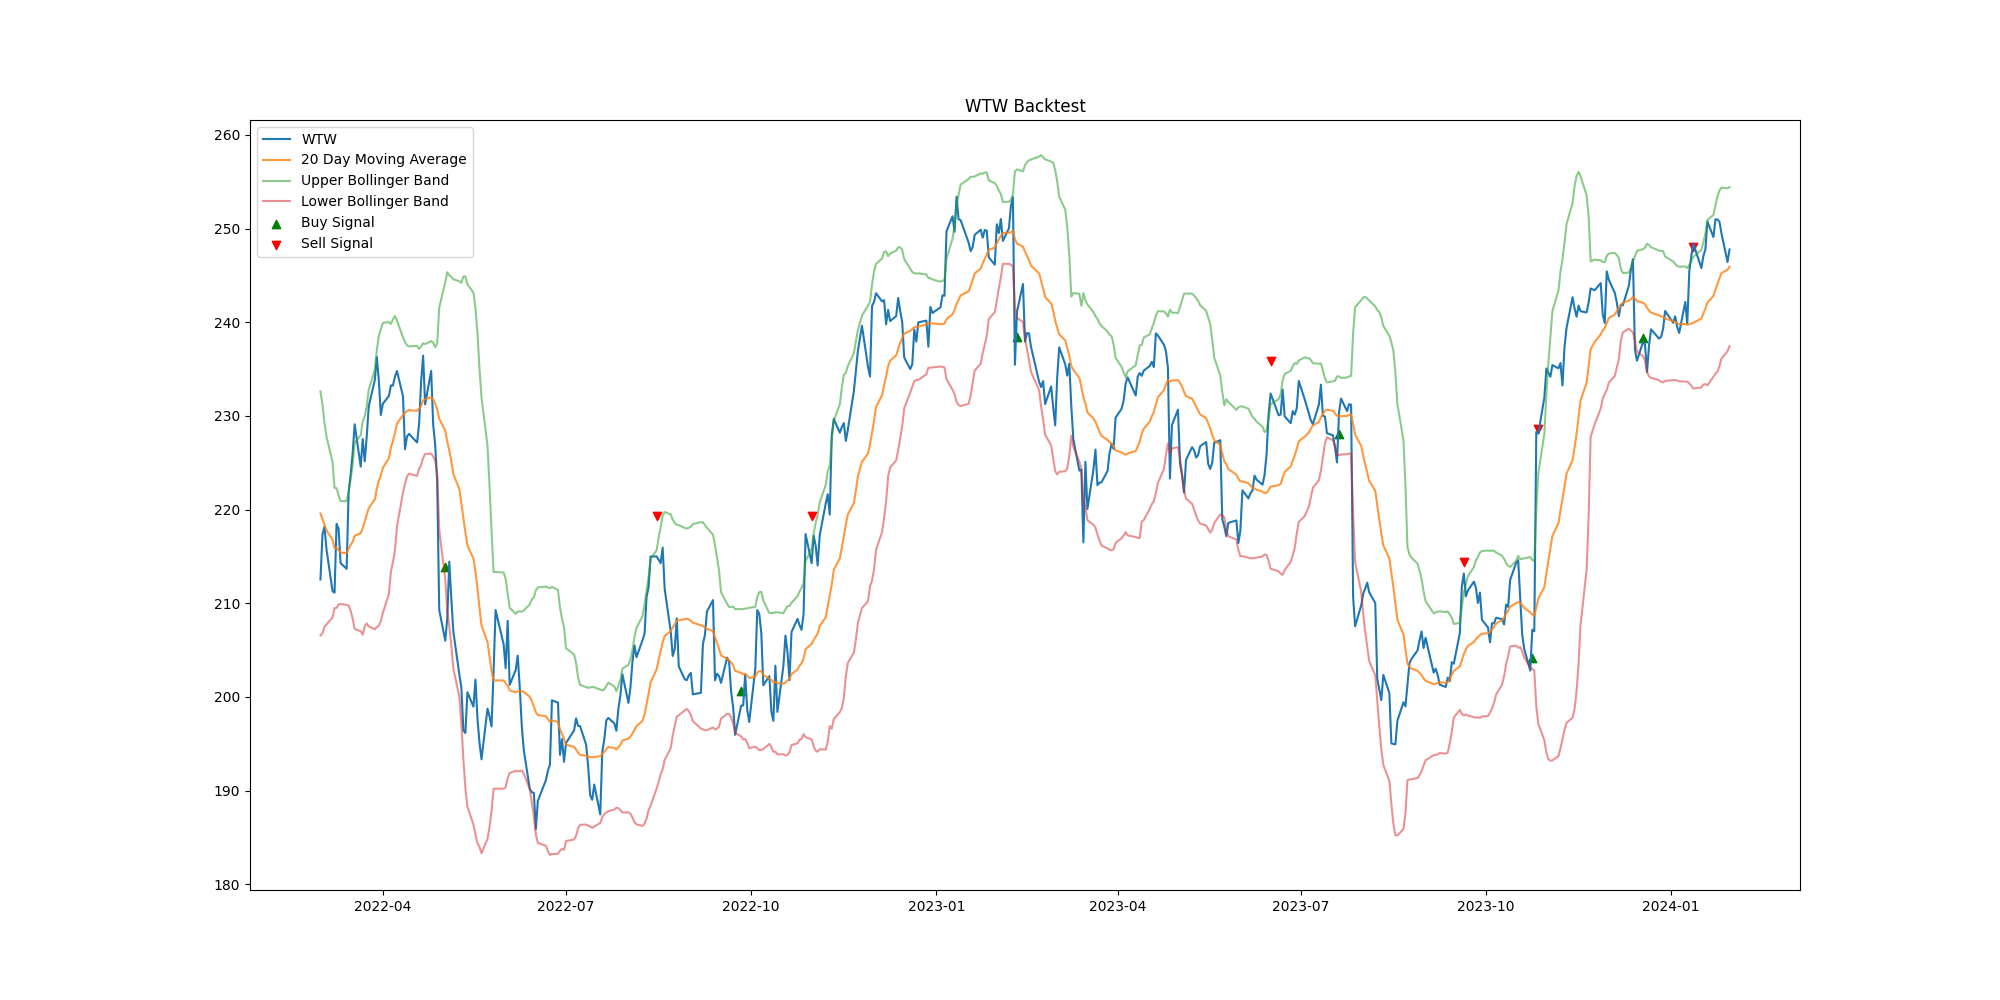 WTW Backtest
260
250
240
230
220
210
200
190
180
WTW
20 Day Moving Average
Upper Bollinger Band
Lower Bollinger Band
Buy Signal
Sell Signal
2022-04 2022-07 2022-10 2023-01 2023-04 2023-07 2023-10 2024-01